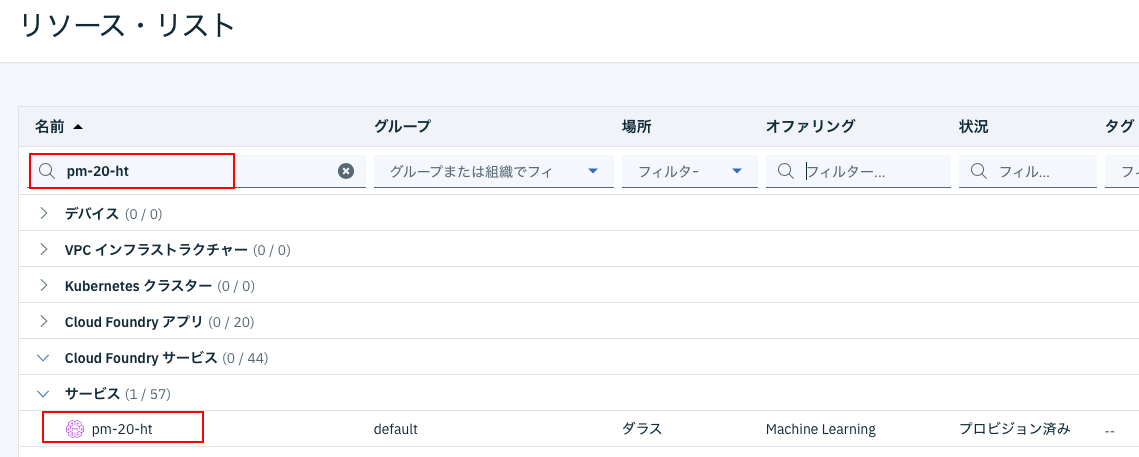 リソース・リスト
名前 グループ 場所 オファリング 状況 タグ
pm-20-ht グループまたは組織でフィ フィルター フィルター... フィル... フィ
デバイス (0 / 0)
VPC インフラストラクチャー (0 / 0)
Kubernetes クラスター (0 / 0)
Cloud Foundry アプリ (0 / 20)
Cloud Foundry サービス (0 / 44)
サービス (1 / 57)
pm-20-ht default ダラス Machine Learning プロビジョン済み --